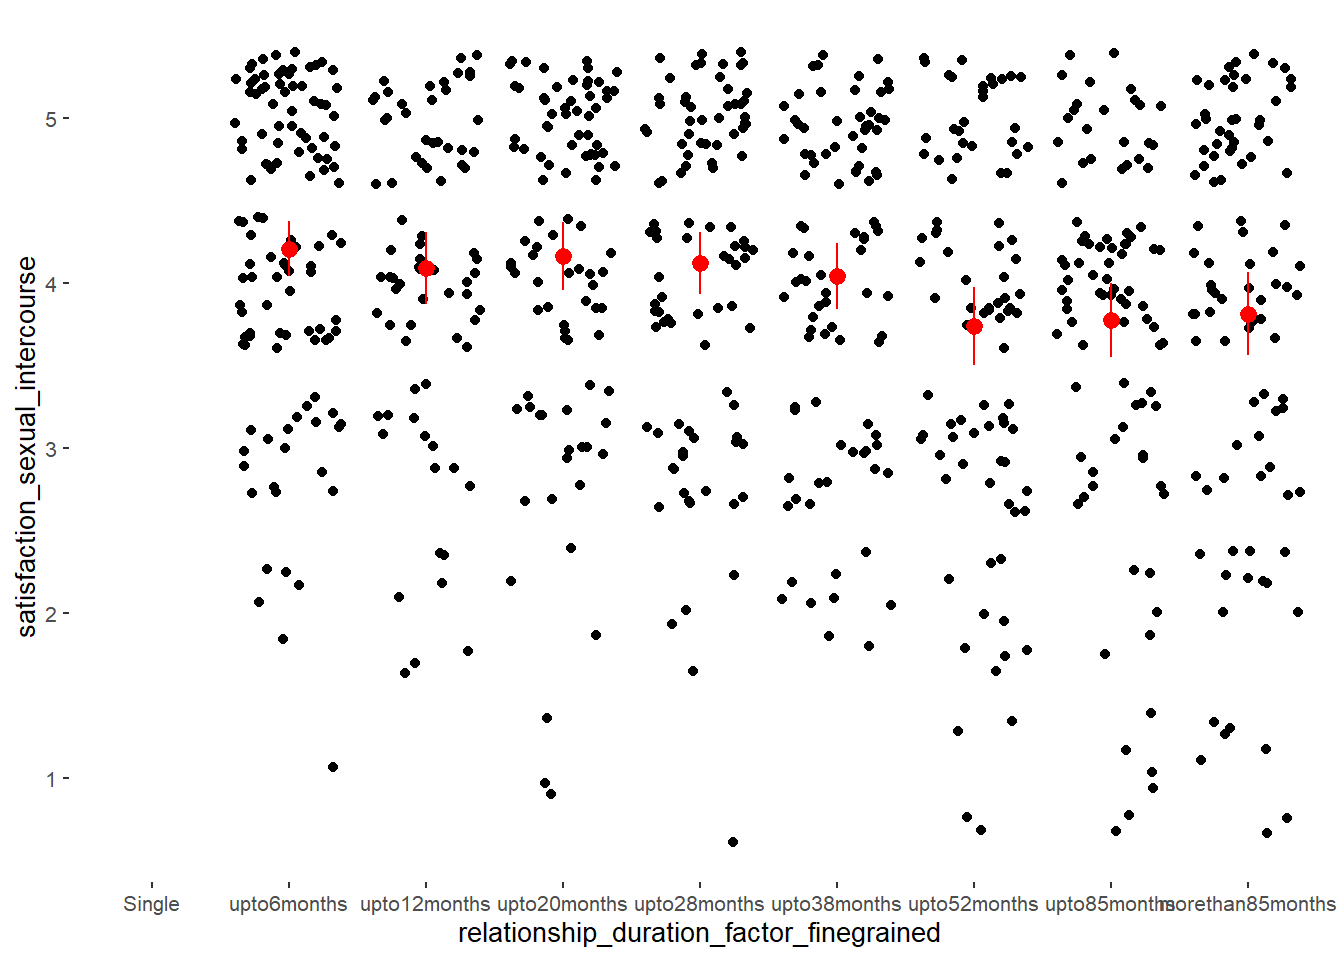 satisfaction_sexual_intercourse
5
4
3
2
1
Single upto6months upto12months upto20months upto28months upto38months upto52months upto85months morethan85months
relationship_duration_factor_finegrained